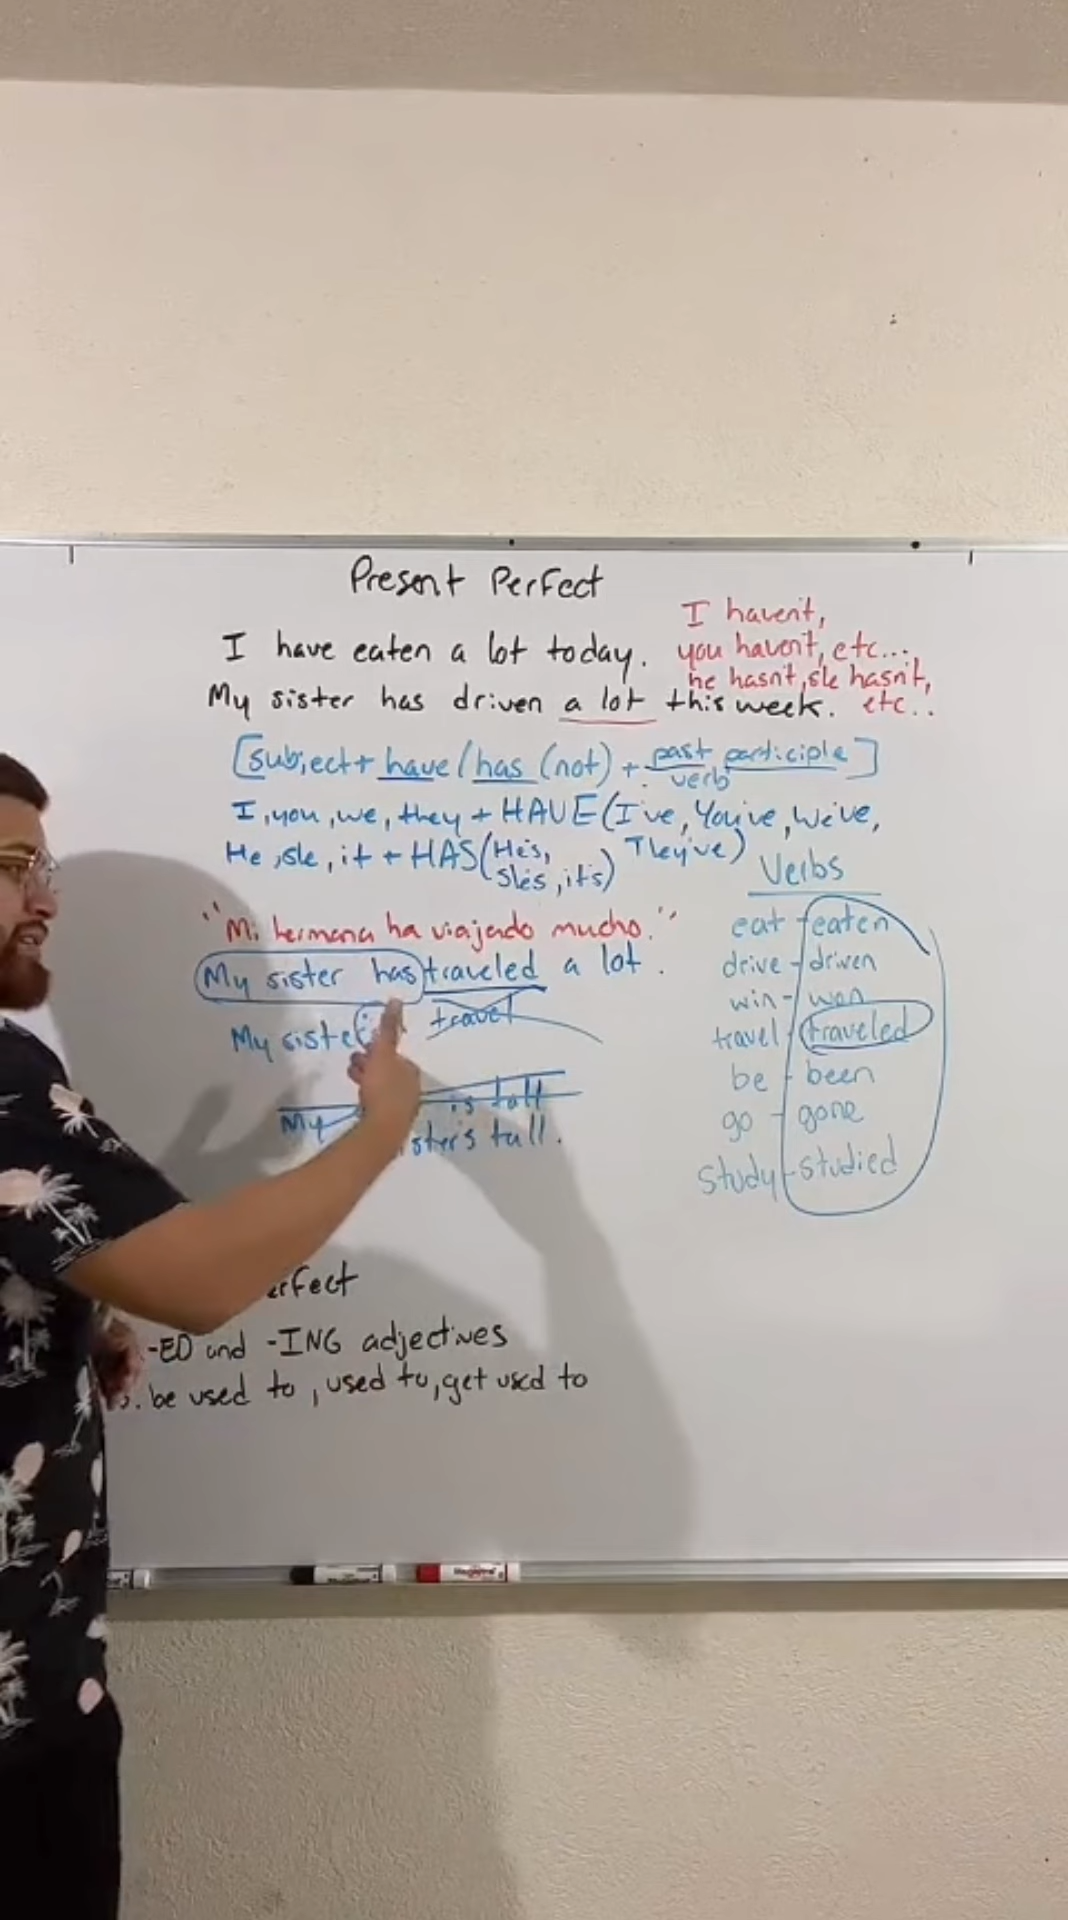 Present Perfect
I haven't,
I have eaten a lot today. you haven't, etc...,
he hasn't, she hasn't,
My sister has driven a lot this week. etc..
[subject + have/has (not) + past participle]
verb
I, you, we, they + HAVE (I've, You've, We've,
He, she, it + HAS (He's, They've)
She's, it's)
Verbs
"Mi hermana ha viajado mucho."
eat - eaten
My sister has traveled a lot.
drive - driven
win - won
My sister travel
travel - traveled
be - been
My is tall
go - gone
sister's tall.
study - studied
erfect
-ED and -ING adjectives
be used to, used to, get used to